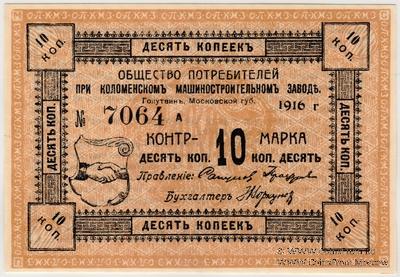 10 КОП. ДЕСЯТЬ КОПЕЕКЪ 10 КОП.
ОБЩЕСТВО ПОТРЕБИТЕЛЕЙ
ПРИ КОЛОМЕНСКОМЪ МАШИНОСТРОИТЕЛЬНОМЪ ЗАВОДѢ.
Голутвинъ, Московской губ.
№ 7064 А 1916 г
КОНТР- 10 МАРКА
ДЕСЯТЬ КОП. КОП. ДЕСЯТЬ
ДЕСЯТЬ КОП.
ДЕСЯТЬ КОП.
Правленіе:
Бухгалтеръ
10 КОП. ДЕСЯТЬ КОПЕЕКЪ 10 КОП.